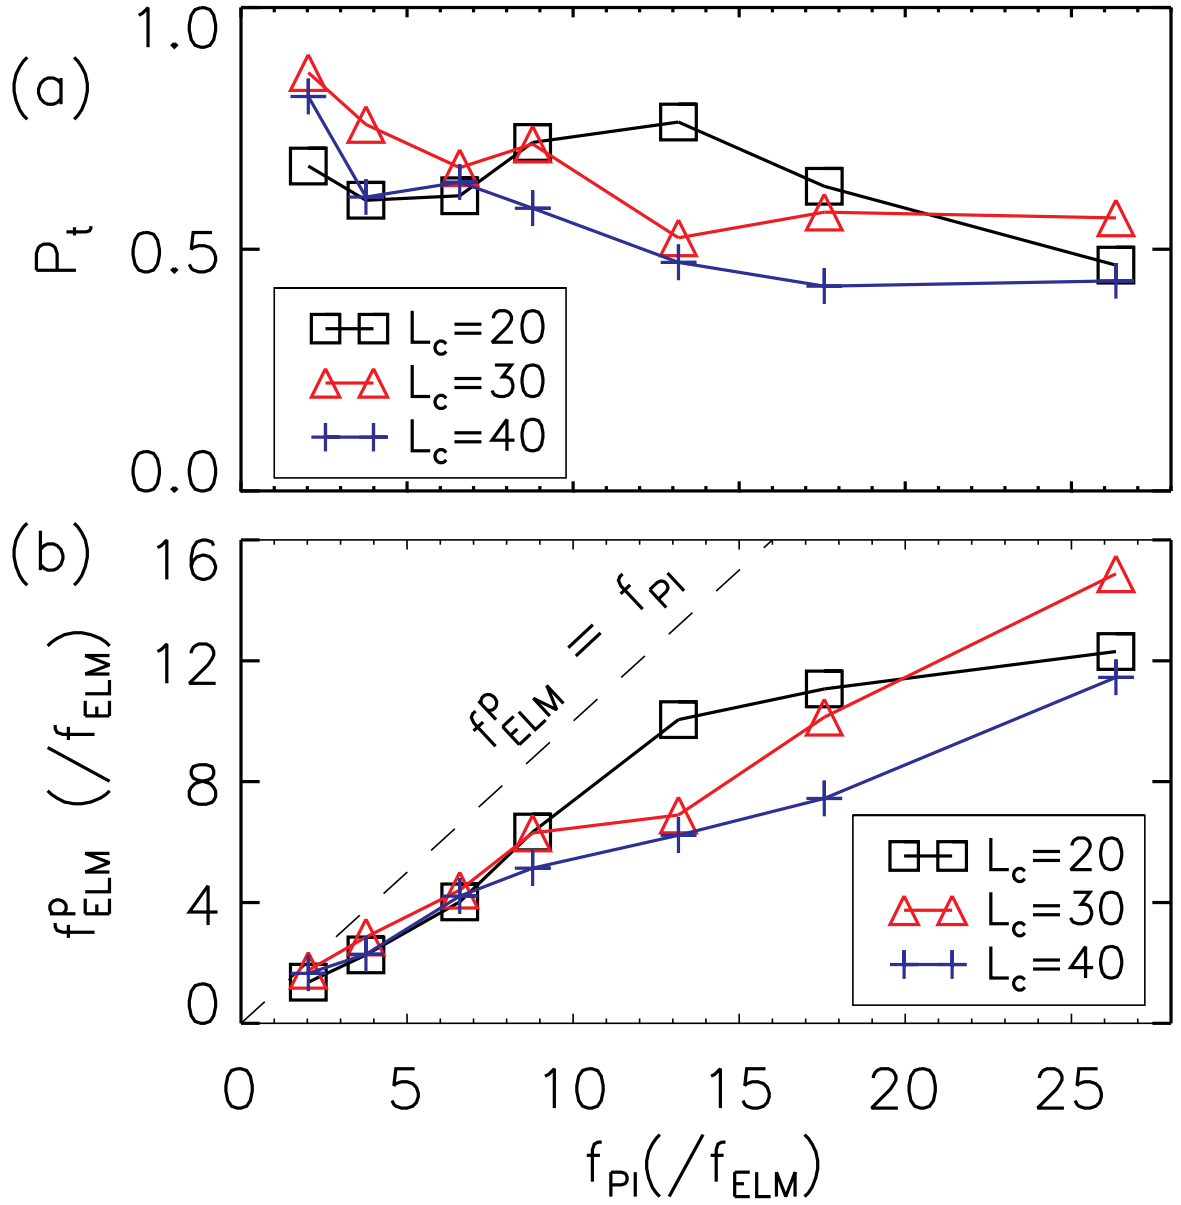 (a)
P_t
1.0
0.5
0.0
L_c=20
L_c=30
L_c=40
(b)
f^p_ELM (/f_ELM)
16
12
8
4
0
f^p_ELM = f_PI
L_c=20
L_c=30
L_c=40
0 5 10 15 20 25
f_PI(/f_ELM)